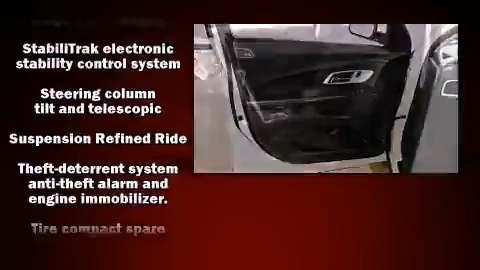 StabiliTrak electronic
stability control system
Steering column
tilt and telescopic
Suspension Refined Ride
Theft-deterrent system
anti-theft alarm and
engine immobilizer.
Tire compact spare